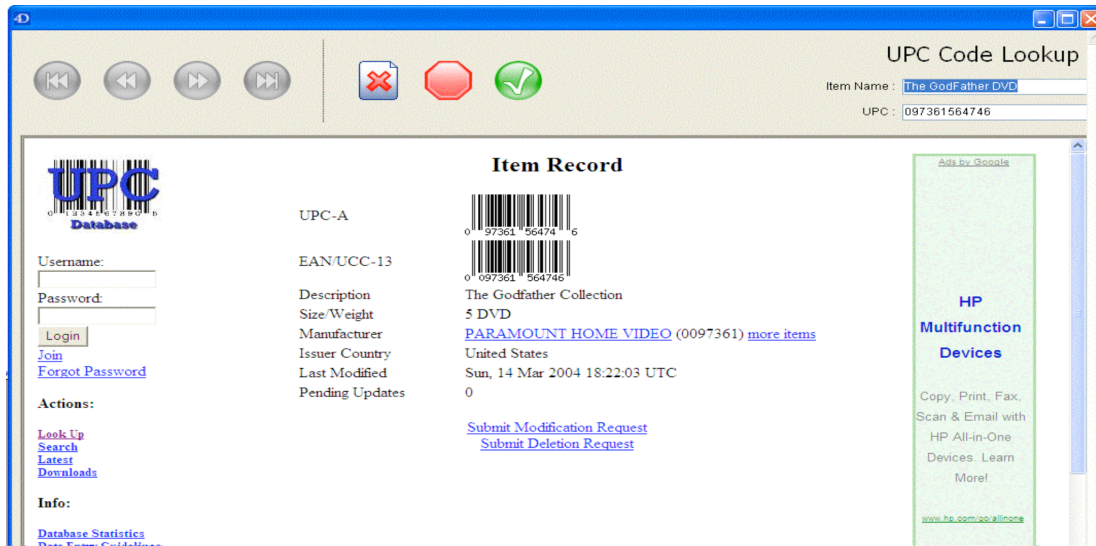 4D
UPC Code Lookup
Item Name : The GodFather DVD
UPC : 097361564746
UPC
0 1234567890 5
Database
Username:
Password:
Login
Join
Forgot Password
Actions:
Look Up
Search
Latest
Downloads
Info:
Database Statistics
Item Record
UPC-A
0 97361 56474 6
EAN/UCC-13
0 097361 564746
Description The Godfather Collection
Size/Weight 5 DVD
Manufacturer PARAMOUNT HOME VIDEO (0097361) more items
Issuer Country United States
Last Modified Sun, 14 Mar 2004 18:22:03 UTC
Pending Updates 0
Submit Modification Request
Submit Deletion Request
Ads by Google
HP
Multifunction
Devices
Copy, Print, Fax,
Scan & Email with
HP All-in-One
Devices. Learn
More!
www.hp.com/go/allinone